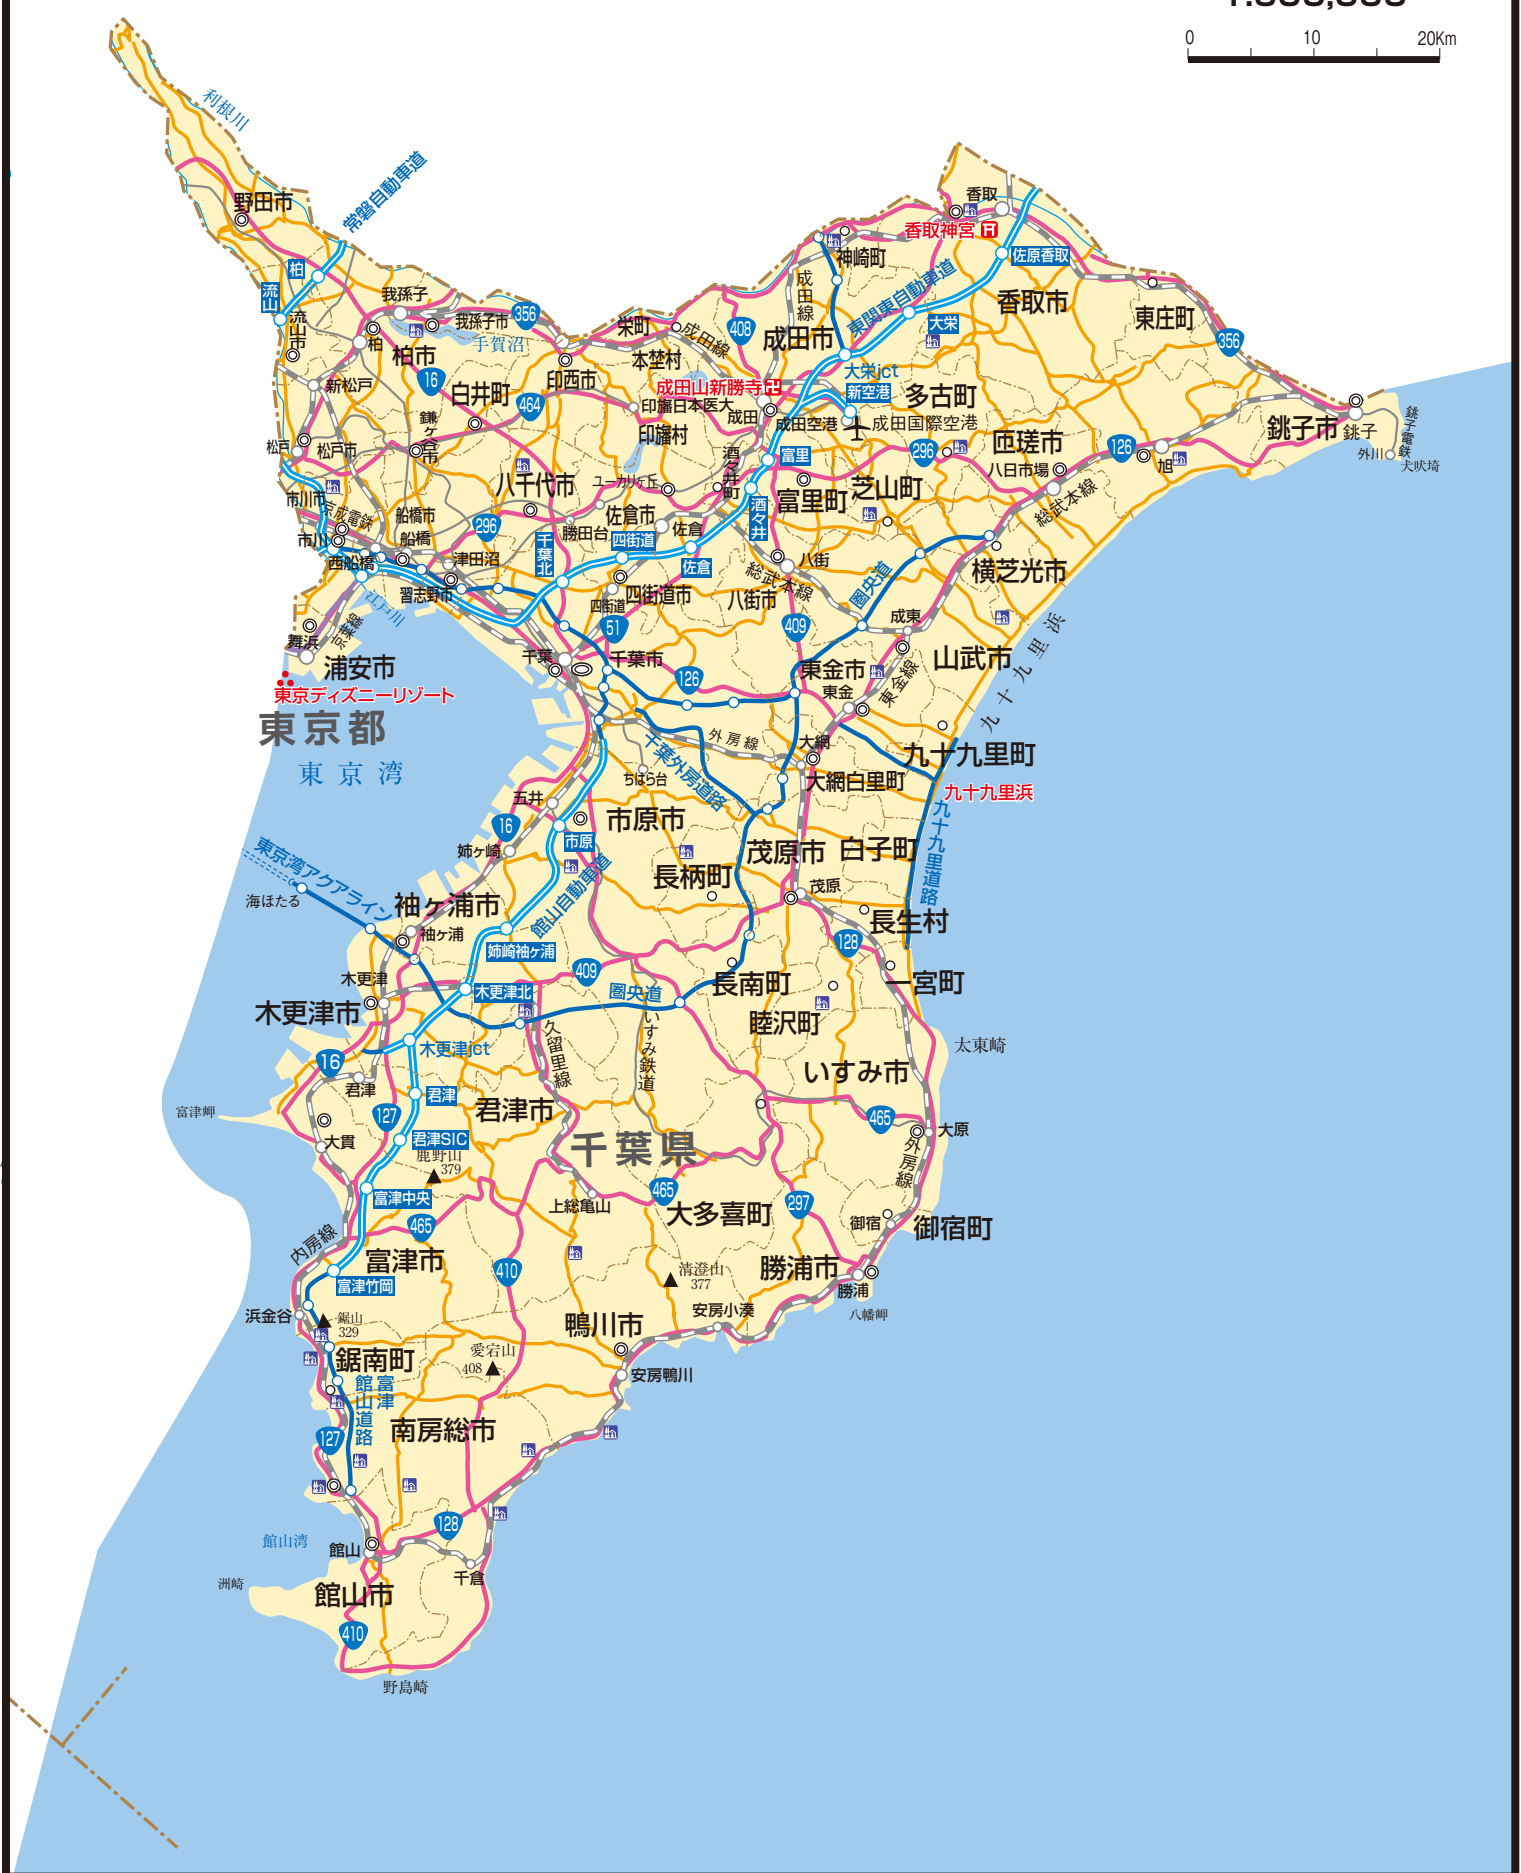 0 10 20Km
利根川
常磐自動車道
野田市
柏
流山
流山市
我孫子
我孫子市
356
手賀沼
柏
柏市
16
新松戸
白井町
464
印西市
栄町
成田線
本埜村
408
成田市
成田線
神崎町
香取神宮
香取
佐原香取
東関東自動車道
香取市
大栄
東庄町
356
大栄jct
新空港
成田山新勝寺
印旛日本医大
成田
成田空港
成田国際空港
多古町
匝瑳市
296
八日市場
126
旭
銚子市
銚子
銚子電鉄
外川
犬吠埼
総武本線
鎌ヶ谷市
松戸
松戸市
印旛村
酒々井町
富里
富里町
芝山町
酒々井
市川市
京成電鉄
船橋市
船橋
市川
西船橋
八千代市
ユーカリヶ丘
佐倉市
佐倉
296
勝田台
千葉北
四街道
佐倉
津田沼
習志野市
江戸川
京葉線
舞浜
浦安市
東京ディズニーリゾート
東京都
東京湾
四街道
四街道市
51
八街
総武本線
八街市
409
圏央道
横芝光市
成東
山武市
九十九里浜
千葉
千葉市
126
東金市
東金
東金線
九十九里町
九十九里浜
九十九里道路
外房線
大網
大網白里町
千葉外房道路
ちはら台
五井
16
市原市
市原
姉ヶ崎
館山自動車道
長柄町
茂原市
白子町
茂原
長生村
128
東京湾アクアライン
海ほたる
袖ヶ浦市
袖ヶ浦
姉崎袖ヶ浦
木更津
木更津市
木更津北
409
圏央道
長南町
一宮町
睦沢町
久留里線
いすみ鉄道
太東崎
いすみ市
木更津jct
16
君津
君津
127
君津市
富津岬
大貫
君津SIC
鹿野山
379
千葉県
465
大原
外房線
富津中央
465
上総亀山
465
大多喜町
297
御宿
御宿町
内房線
富津市
富津竹岡
410
清澄山
377
勝浦市
勝浦
八幡岬
浜金谷
鋸山
329
鴨川市
安房小湊
鋸南町
愛宕山
408
安房鴨川
富津
館山道路
127
南房総市
128
館山湾
館山
洲崎
千倉
館山市
410
野島崎